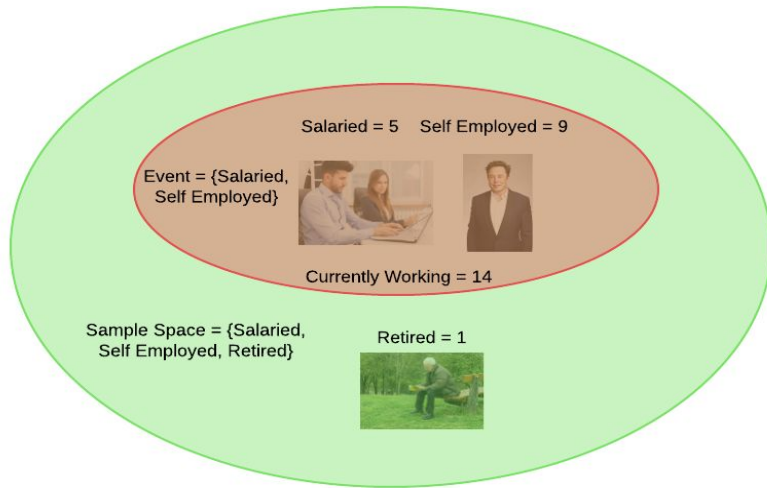 Salaried = 5
Self Employed = 9
Event = {Salaried,
Self Employed}
Currently Working = 14
Sample Space = {Salaried,
Self Employed, Retired}
Retired = 1